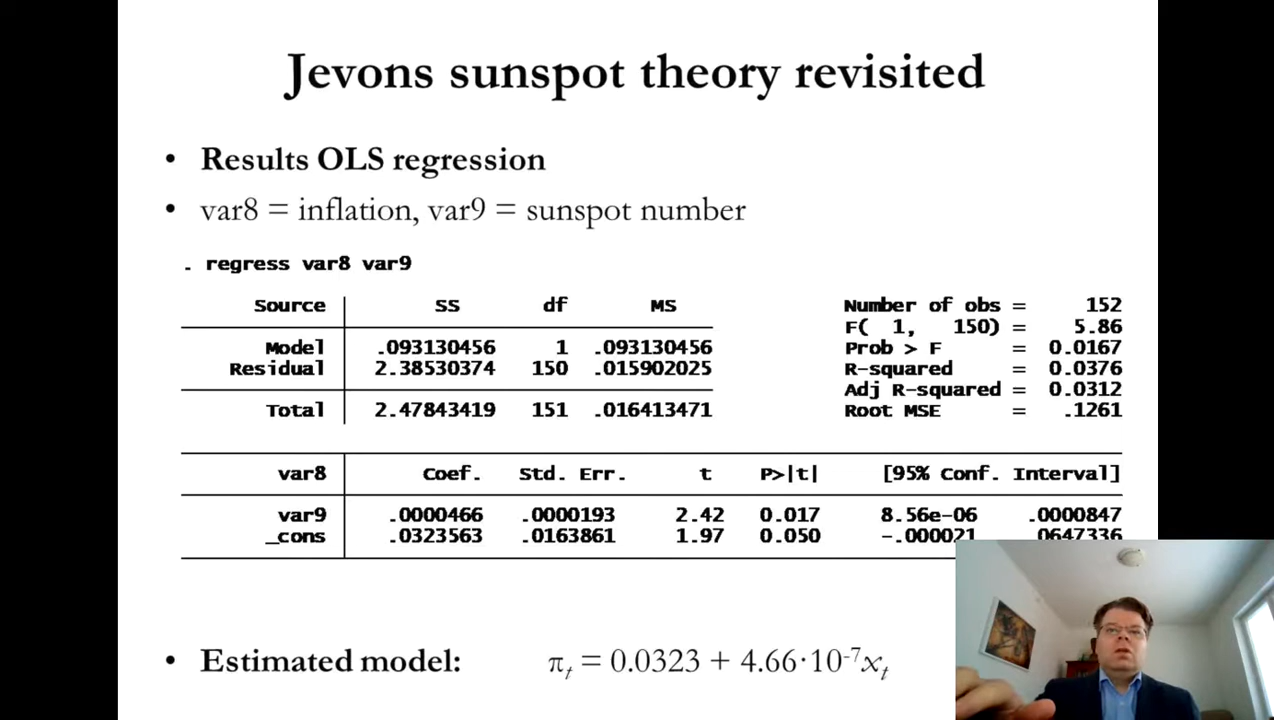 Jevons sunspot theory revisited
• Results OLS regression
• var8 = inflation, var9 = sunspot number
. regress var8 var9
Source SS df MS
Model .093130456 1 .093130456
Residual 2.38530374 150 .015902025
Total 2.47843419 151 .016413471
Number of obs = 152
F( 1, 150) = 5.86
Prob > F = 0.0167
R-squared = 0.0376
Adj R-squared = 0.0312
Root MSE = .1261
var8 Coef. Std. Err. t P>|t| [95% Conf. Interval]
var9 .0000466 .0000193 2.42 0.017 8.56e-06 .0000847
_cons .0323563 .0163861 1.97 0.050 -.000021 .0647336
• Estimated model: πₜ = 0.0323 + 4.66·10⁻⁷xₜ